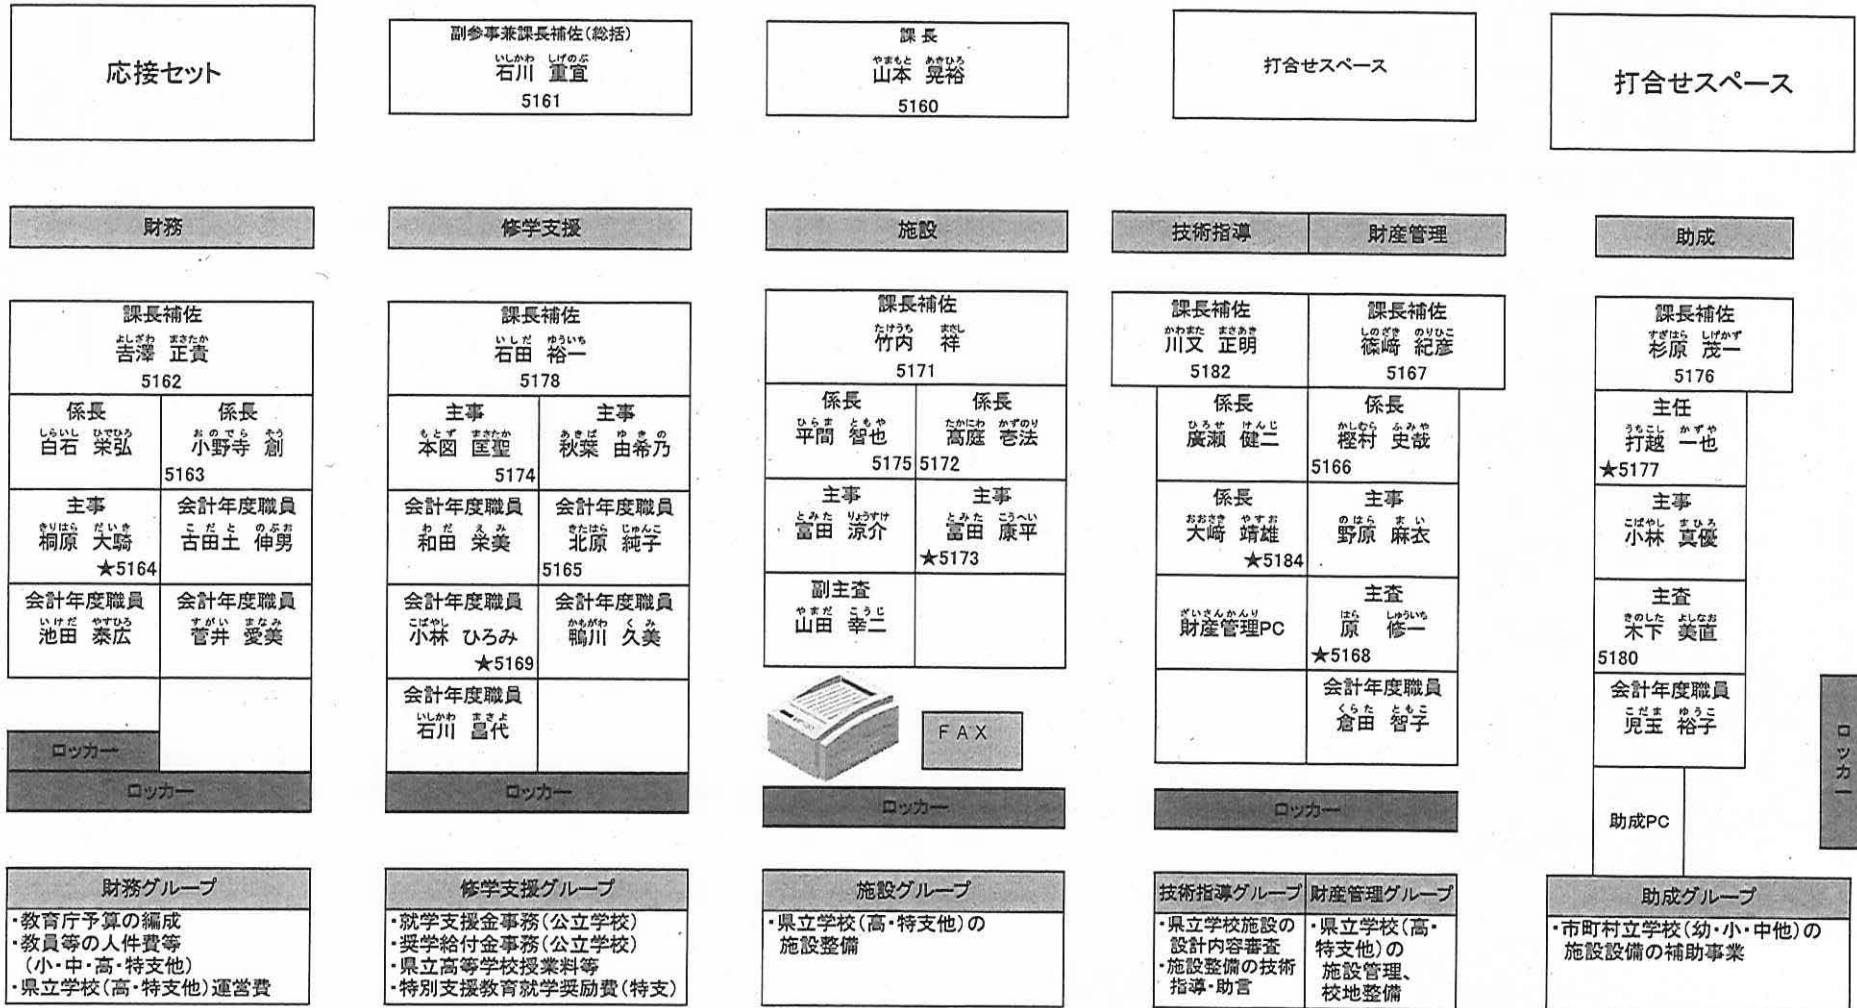 応接セット
副参事兼課長補佐(総括)
いしかわ しげのぶ
石川 重宜
5161
課長
やまもと あきひろ
山本 晃裕
5160
打合せスペース
打合せスペース
財務
修学支援
施設
技術指導
財産管理
助成
課長補佐
よしざわ まさたか
吉澤 正貴
5162
係長
しらいし ひでひろ
白石 栄弘
係長
おのでら そう
小野寺 創
5163
主事
きりはら だいき
桐原 大騎
★5164
会計年度職員
こだと のぶお
古田土 伸男
会計年度職員
いけだ やすひろ
池田 泰広
会計年度職員
すがい まなみ
菅井 愛美
ロッカー
ロッカー
課長補佐
いしだ ゆういち
石田 裕一
5178
主事
もとず まさたか
本図 匡聖
5174
主事
あきば ゆきの
秋葉 由希乃
会計年度職員
わだ えみ
和田 栄美
会計年度職員
きたはら じゅんこ
北原 純子
5165
会計年度職員
こばやし
小林 ひろみ
★5169
会計年度職員
かもがわ くみ
鴨川 久美
会計年度職員
いしかわ まさよ
石川 昌代
ロッカー
課長補佐
たけうち まさし
竹内 祥
5171
係長
ひらま ともや
平間 智也
5175
係長
たかにわ かずのり
高庭 壱法
5172
主事
とみた りょうすけ
富田 涼介
主事
とみた こうへい
富田 康平
★5173
副主査
やまだ こうじ
山田 幸二
FAX
ロッカー
課長補佐
かわまた まさあき
川又 正明
5182
課長補佐
しのざき のりひこ
篠﨑 紀彦
5167
係長
ひろせ けんじ
廣瀬 健二
係長
かしむら ふみや
樫村 史哉
5166
係長
おおさき やすお
大﨑 靖雄
★5184
主事
のはら まい
野原 麻衣
ざいさんかんり
財産管理PC
主査
はら しゅういち
原 修一
★5168
会計年度職員
くらた ともこ
倉田 智子
ロッカー
課長補佐
すぎはら しげかず
杉原 茂一
5176
主任
うちこし かずや
打越 一也
★5177
主事
こばやし まひろ
小林 真優
主査
きのした よしなお
木下 美直
5180
会計年度職員
こだま ゆうこ
児玉 裕子
助成PC
ロッカー
財務グループ
・教育庁予算の編成
・教員等の人件費等
(小・中・高・特支他)
・県立学校(高・特支他)運営費
修学支援グループ
・就学支援金事務(公立学校)
・奨学給付金事務(公立学校)
・県立高等学校授業料等
・特別支援教育就学奨励費(特支)
施設グループ
・県立学校(高・特支他)の
施設整備
技術指導グループ
・県立学校施設の
設計内容審査
・施設整備の技術
指導・助言
財産管理グループ
・県立学校(高・
特支他)の
施設管理、
校地整備
助成グループ
・市町村立学校(幼・小・中他)の
施設設備の補助事業